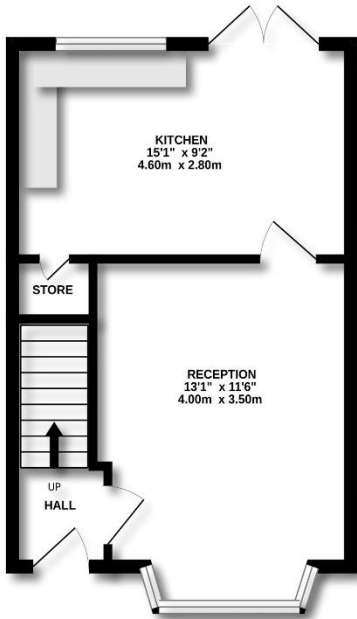 KITCHEN
15'1" x 9'2"
4.60m x 2.80m
STORE
RECEPTION
13'1" x 11'6"
4.00m x 3.50m
UP
HALL